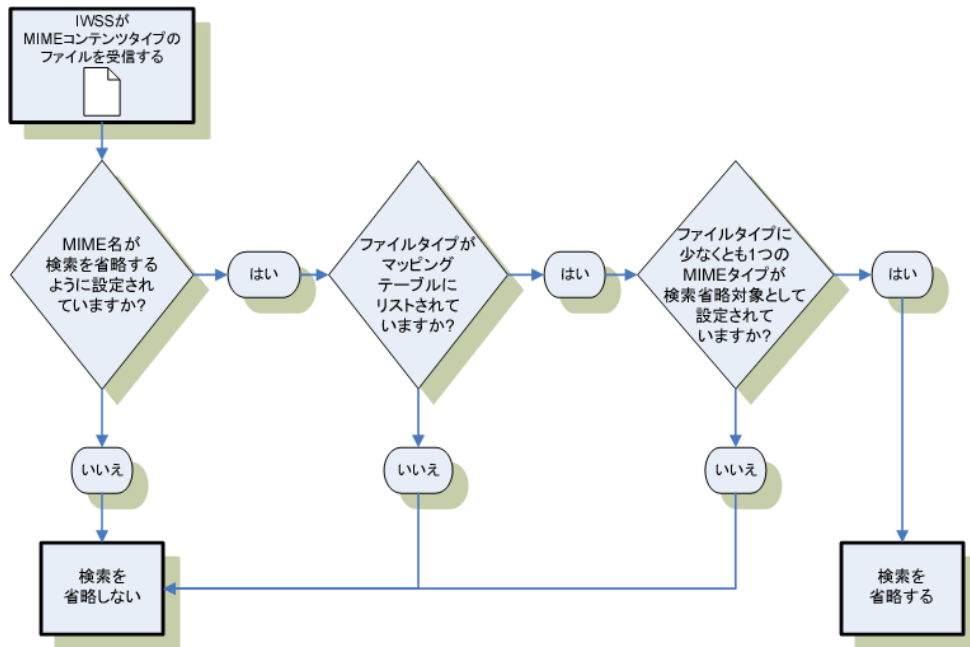 IWSSが
MIMEコンテンツタイプの
ファイルを受信する
MIME名が
検索を省略する
ように設定され
ていますか?
はい
ファイルタイプが
マッピング
テーブルに
リストされて
いますか?
はい
ファイルタイプに
少なくとも1つの
MIMEタイプが
検索省略対象として
設定されて
いますか?
はい
いいえ
いいえ
いいえ
検索を
省略しない
検索を
省略する